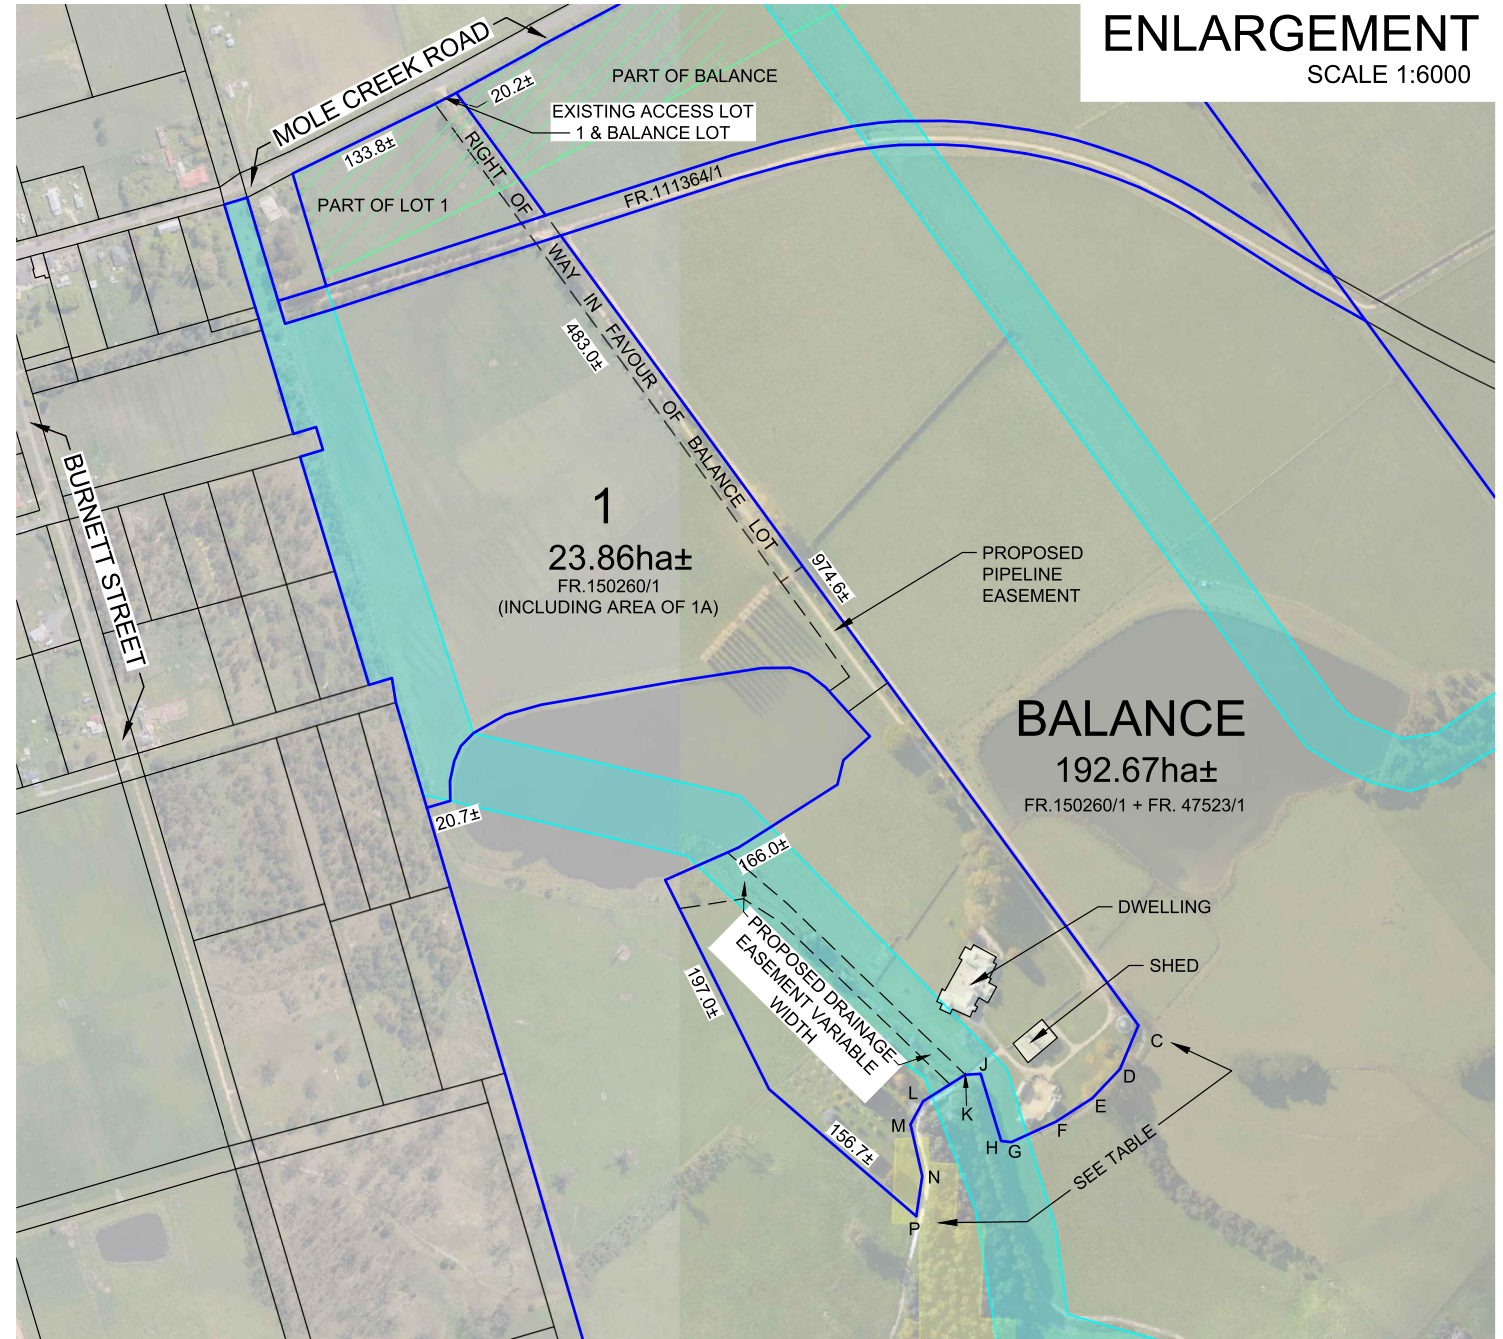 ENLARGEMENT
SCALE 1:6000
MOLE CREEK ROAD
20.2±
PART OF BALANCE
EXISTING ACCESS LOT
1 & BALANCE LOT
133.8±
PART OF LOT 1
FR.111364/1
RIGHT OF WAY IN FAVOUR OF BALANCE LOT
483.0±
BURNETT STREET
1
23.86ha±
FR.150260/1
(INCLUDING AREA OF 1A)
974.6±
PROPOSED
PIPELINE
EASEMENT
BALANCE
192.67ha±
FR.150260/1 + FR. 47523/1
20.7±
166.0±
DWELLING
SHED
PROPOSED DRAINAGE
EASEMENT VARIABLE
WIDTH
197.0±
156.7±
C
D
E
F
G
H
J
K
L
M
N
P
SEE TABLE